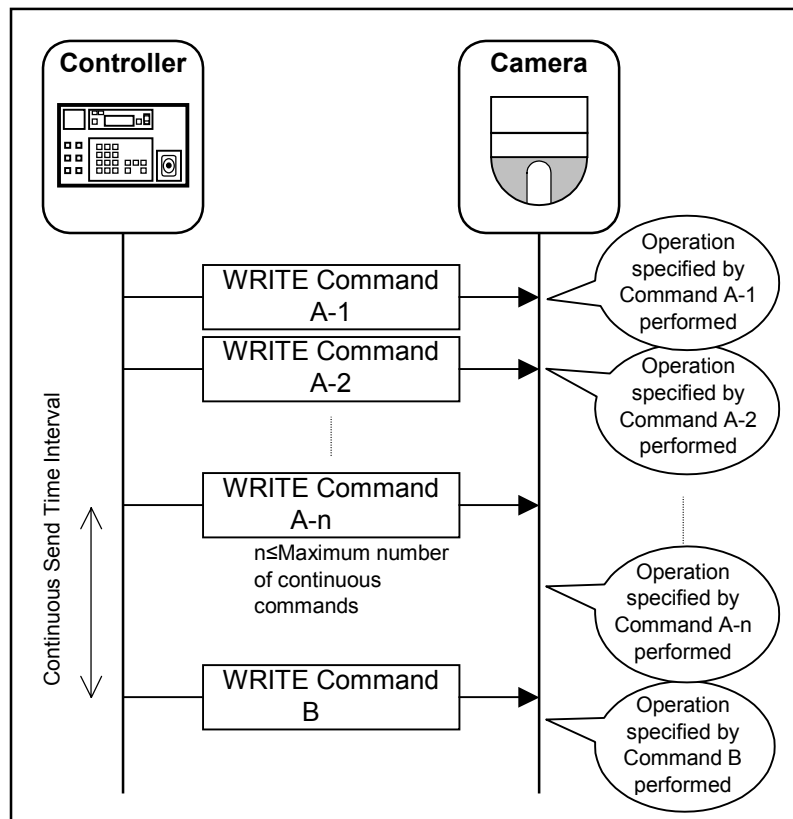 Controller
Camera
WRITE Command
A-1
Operation
specified by
Command A-1
performed
WRITE Command
A-2
Operation
specified by
Command A-2
performed
Continuous Send Time Interval
WRITE Command
A-n
n≤Maximum number
of continuous
commands
Operation
specified by
Command A-n
performed
WRITE Command
B
Operation
specified by
Command B
performed